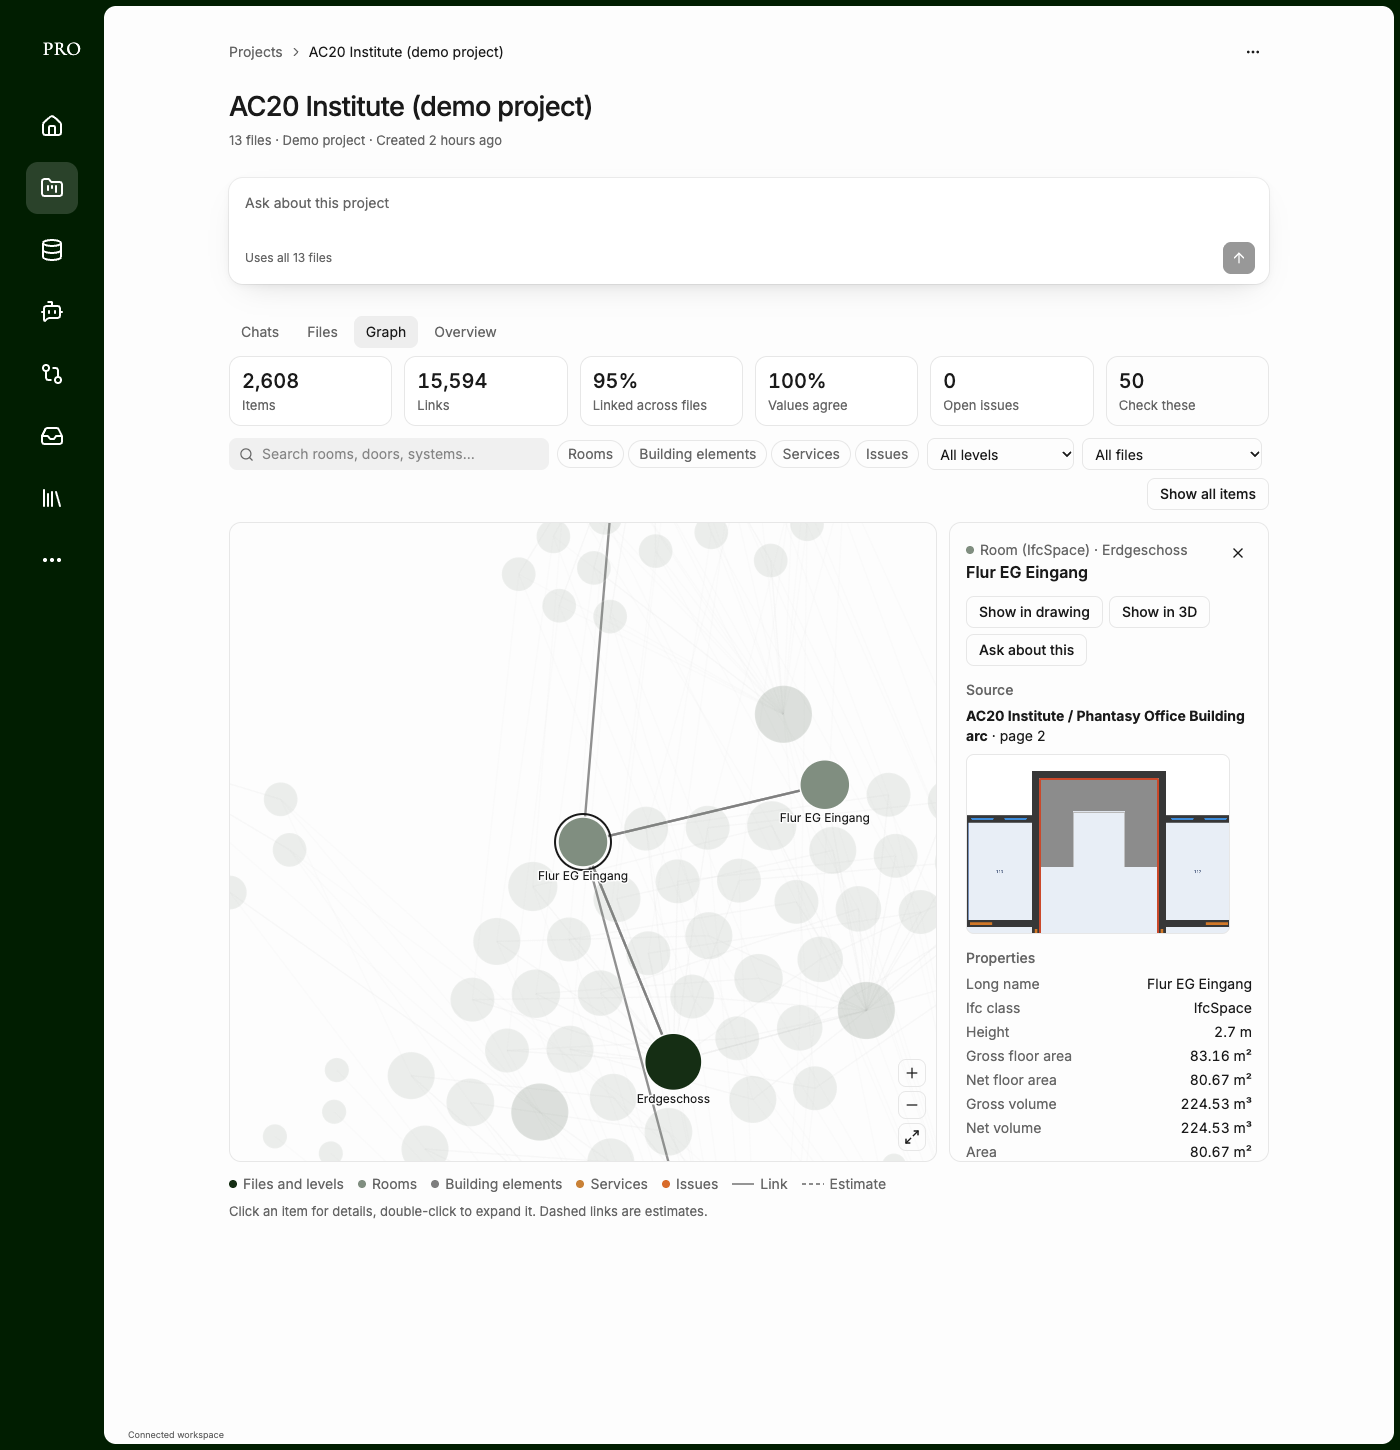 PRO
Projects > AC20 Institute (demo project)
AC20 Institute (demo project)
13 files · Demo project · Created 2 hours ago
Ask about this project
Uses all 13 files
Chats Files Graph Overview
2,608 15,594 95% 100% 0 50
Items Links Linked across files Values agree Open issues Check these
Search rooms, doors, systems... Rooms Building elements Services Issues All levels All files
Show all items
Room (IfcSpace) · Erdgeschoss
Flur EG Eingang
Show in drawing Show in 3D
Ask about this
Source
AC20 Institute / Phantasy Office Building
arc · page 2
Flur EG Eingang
Flur EG Eingang
Erdgeschoss
Properties
Long name Flur EG Eingang
Ifc class IfcSpace
Height 2.7 m
Gross floor area 83.16 m²
Net floor area 80.67 m²
Gross volume 224.53 m³
Net volume 224.53 m³
Area 80.67 m²
Files and levels Rooms Building elements Services Issues Link Estimate
Click an item for details, double-click to expand it. Dashed links are estimates.
Connected workspace